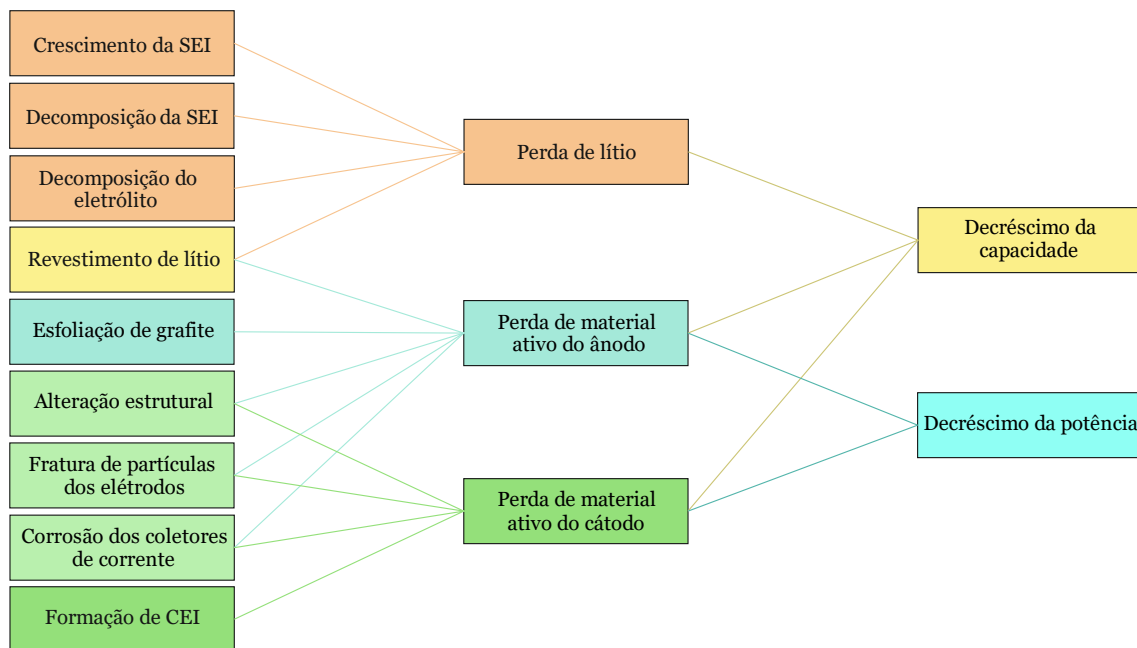 Crescimento da SEI
Decomposição da SEI
Decomposição do
eletrólito
Revestimento de lítio
Esfoliação de grafite
Alteração estrutural
Fratura de partículas
dos elétrodos
Corrosão dos coletores
de corrente
Formação de CEI
Perda de lítio
Perda de material
ativo do ânodo
Perda de material
ativo do cátodo
Decréscimo da
capacidade
Decréscimo da potência